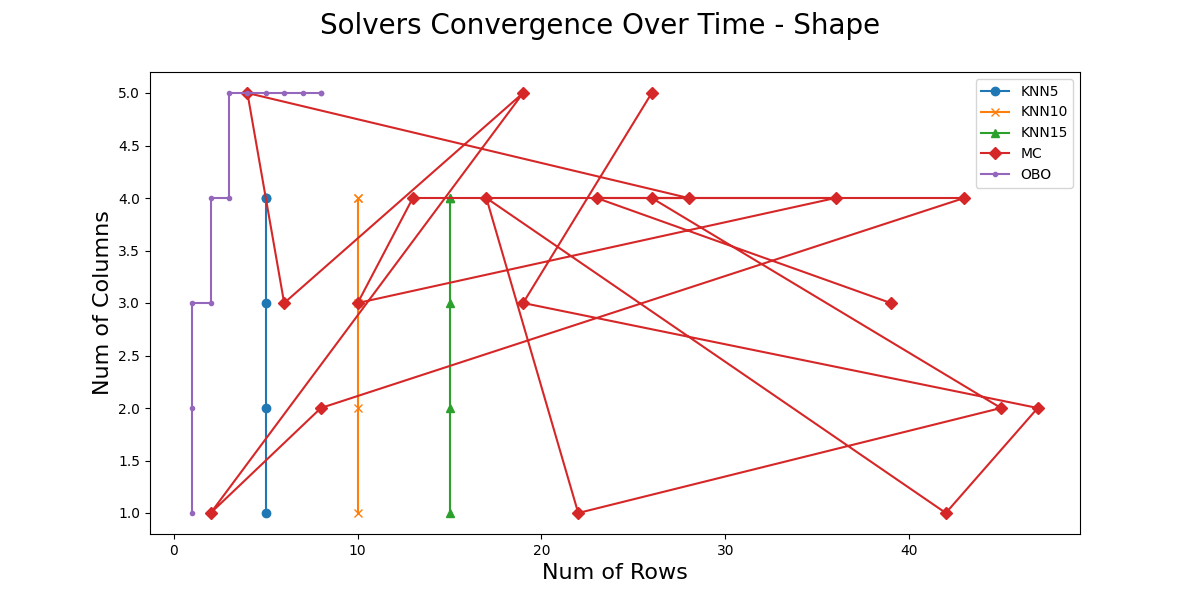 Solvers Convergence Over Time - Shape
5.0
4.5
4.0
3.5
3.0
2.5
2.0
1.5
1.0
Num of Columns
KNN5
KNN10
KNN15
MC
OBO
0
10
20
30
40
Num of Rows